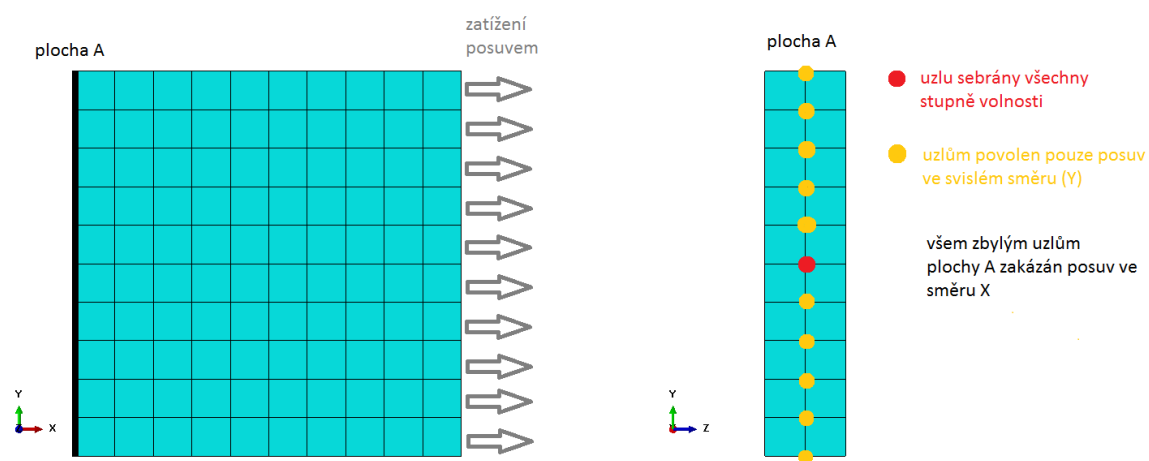 zatížení
posuvem
plocha A
Y
X
plocha A
uzlu sebrány všechny
stupně volnosti
uzlům povolen pouze posuv
ve svislém směru (Y)
všem zbylým uzlům
plochy A zakázán posuv ve
směru X
Y
Z